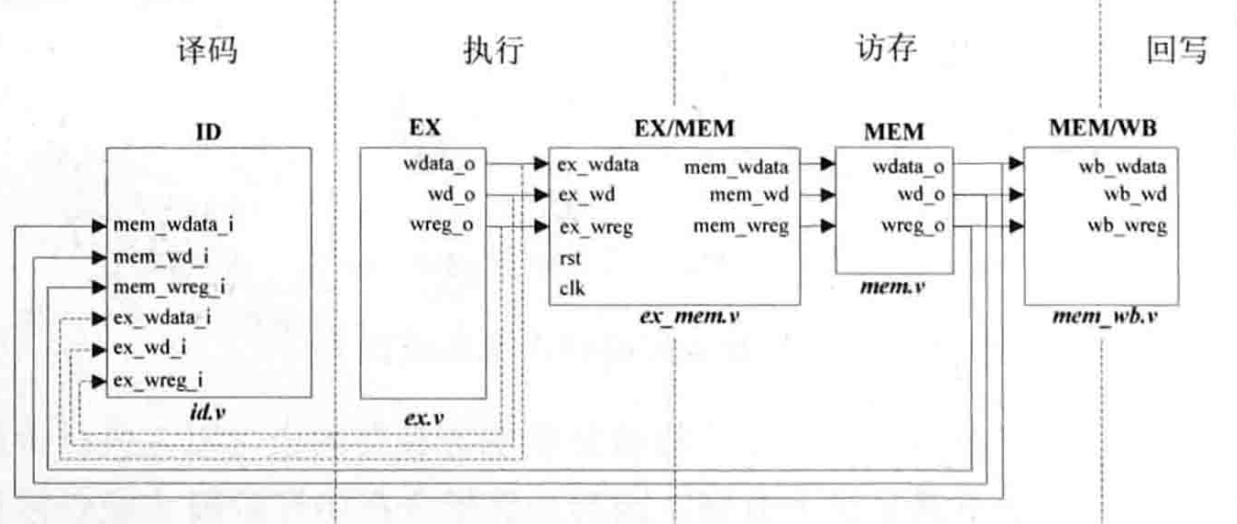 译码 执行 访存 回写
ID EX EX/MEM MEM MEM/WB
wdata_o ex_wdata mem_wdata wdata_o wb_wdata
wd_o ex_wd mem_wd wd_o wb_wd
mem_wdata_i wreg_o ex_wreg mem_wreg wreg_o wb_wreg
mem_wd_i rst
mem_wreg_i clk mem.v
ex_wdata_i ex_mem.v mem_wb.v
ex_wd_i
ex_wreg_i
id.v ex.v